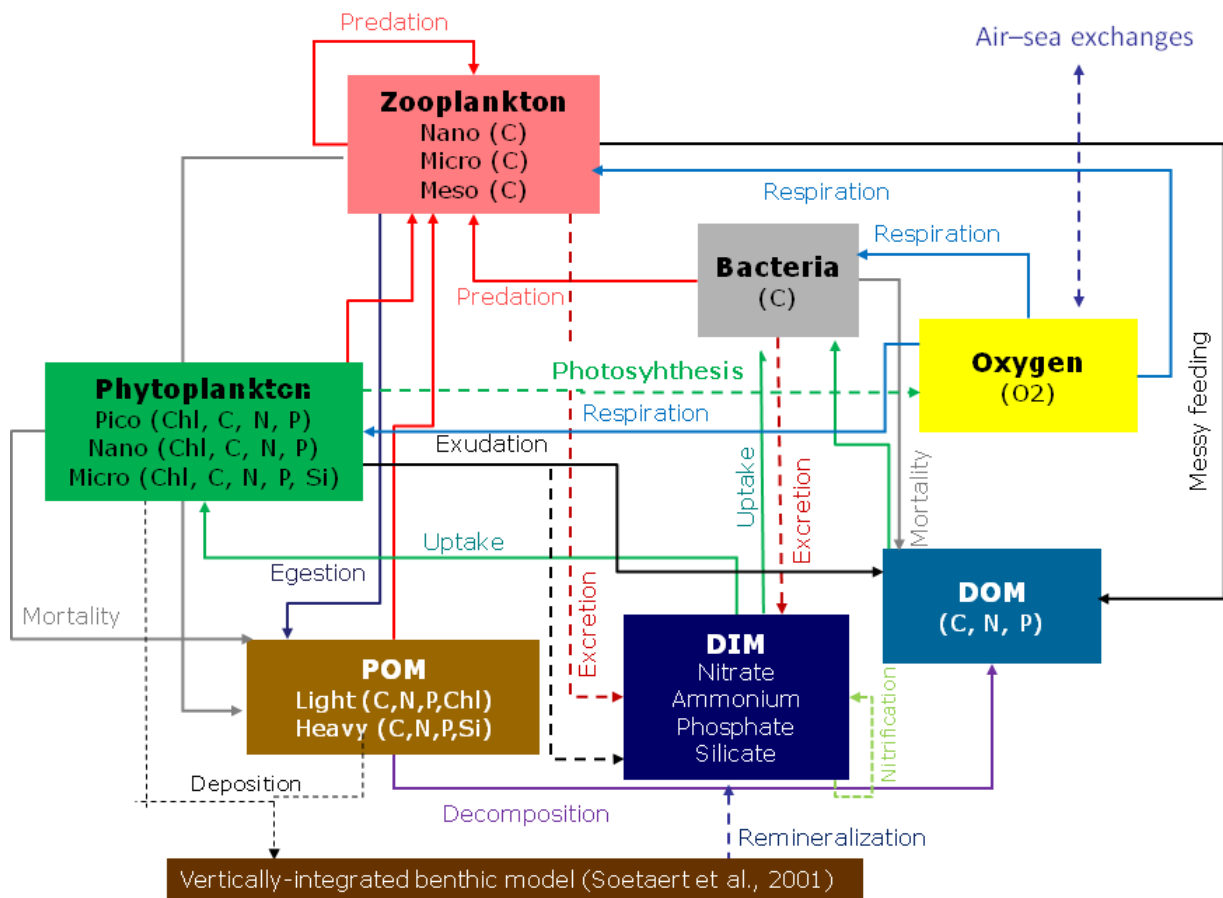 Predation
Air–sea exchanges
Zooplankton
Nano (C)
Micro (C)
Meso (C)
Respiration
Respiration
Bacteria
(C)
Predation
Oxygen
(O2)
Messy feeding
Photosyhthesis
Phytoplankton
Pico (Chl, C, N, P)
Nano (Chl, C, N, P)
Micro (Chl, C, N, P, Si)
Respiration
Exudation
Uptake
Excretion
Mortality
Uptake
Egestion
Mortality
Excretion
DOM
(C, N, P)
POM
Light (C,N,P,Chl)
Heavy (C,N,P,Si)
DIM
Nitrate
Ammonium
Phosphate
Silicate
Nitrification
Deposition
Decomposition
Remineralization
Vertically-integrated benthic model (Soetaert et al., 2001)